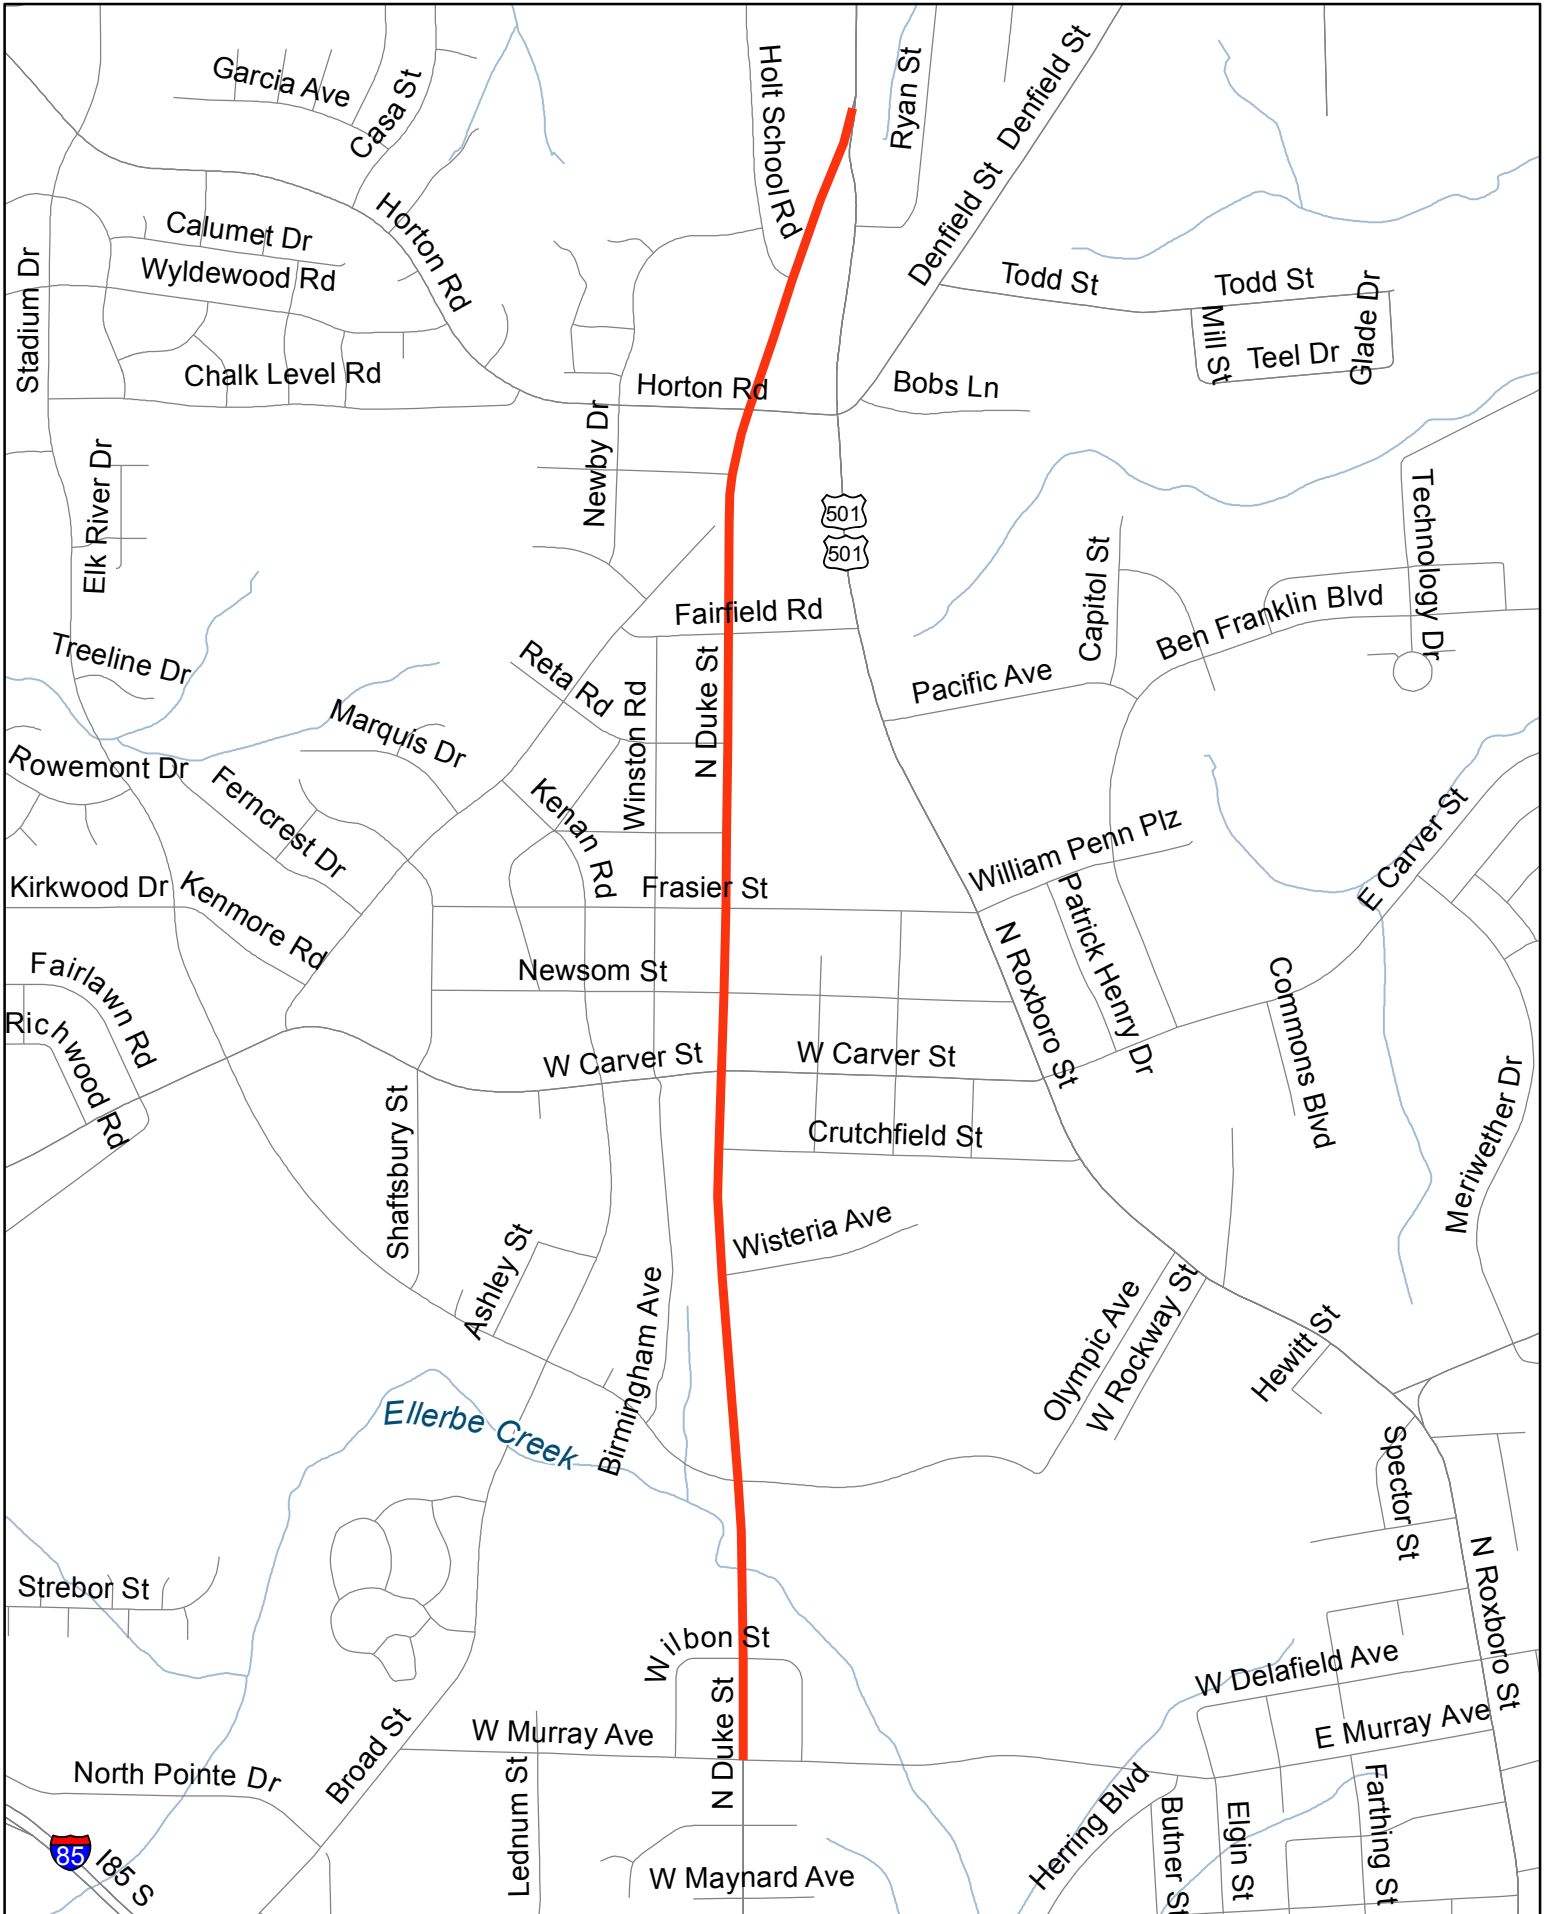 Garcia Ave
Casa St
Holt School Rd
Ryan St
Denfield St
Denfield St
Calumet Dr
Horton Rd
Wyldewood Rd
Stadium Dr
Todd St
Todd St
Mill St
Teel Dr
Glade Dr
Chalk Level Rd
Horton Rd
Bobs Ln
Newby Dr
Elk River Dr
501
501
Technology Dr
Capitol St
Ben Franklin Blvd
Fairfield Rd
Treeline Dr
Reta Rd
Winston Rd
N Duke St
Pacific Ave
Marquis Dr
Rowemont Dr
Ferncrest Dr
Kenan Rd
William Penn Plz
E Carver St
Kirkwood Dr
Kenmore Rd
Frasier St
Patrick Henry Dr
N Roxboro St
Fairlawn Rd
Newsom St
Commons Blvd
Richwood Rd
W Carver St
W Carver St
Meriwether Dr
Shaftsbury St
Crutchfield St
Wisteria Ave
Ashley St
Birmingham Ave
Olympic Ave
W Rockway St
Hewitt St
Ellerbe Creek
Spector St
N Roxboro St
Strebor St
Wilbon St
W Delafield Ave
N Duke St
W Murray Ave
E Murray Ave
Broad St
North Pointe Dr
Lednum St
Herring Blvd
Butner St
Elgin St
Farthing St
85
I85 S
W Maynard Ave